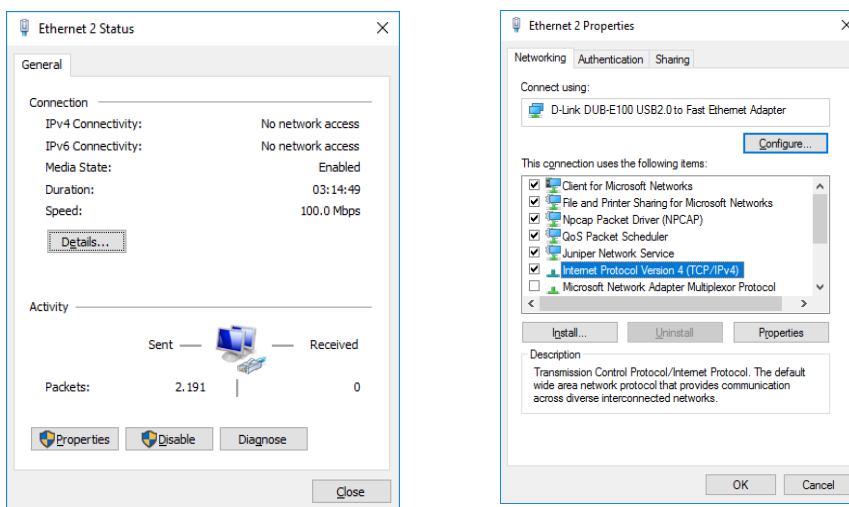 Ethernet 2 Status
General
Connection
IPv4 Connectivity: No network access
IPv6 Connectivity: No network access
Media State: Enabled
Duration: 03:14:49
Speed: 100.0 Mbps
Details...
Activity
Sent Received
Packets: 2.191 0
Properties Disable Diagnose
Close
Ethernet 2 Properties
Networking Authentication Sharing
Connect using:
D-Link DUB-E100 USB2.0 to Fast Ethernet Adapter
Configure...
This connection uses the following items:
Client for Microsoft Networks
File and Printer Sharing for Microsoft Networks
Npcap Packet Driver (NPCAP)
QoS Packet Scheduler
Juniper Network Service
Internet Protocol Version 4 (TCP/IPv4)
Microsoft Network Adapter Multiplexor Protocol
Install... Uninstall Properties
Description
Transmission Control Protocol/Internet Protocol. The default
wide area network protocol that provides communication
across diverse interconnected networks.
OK Cancel